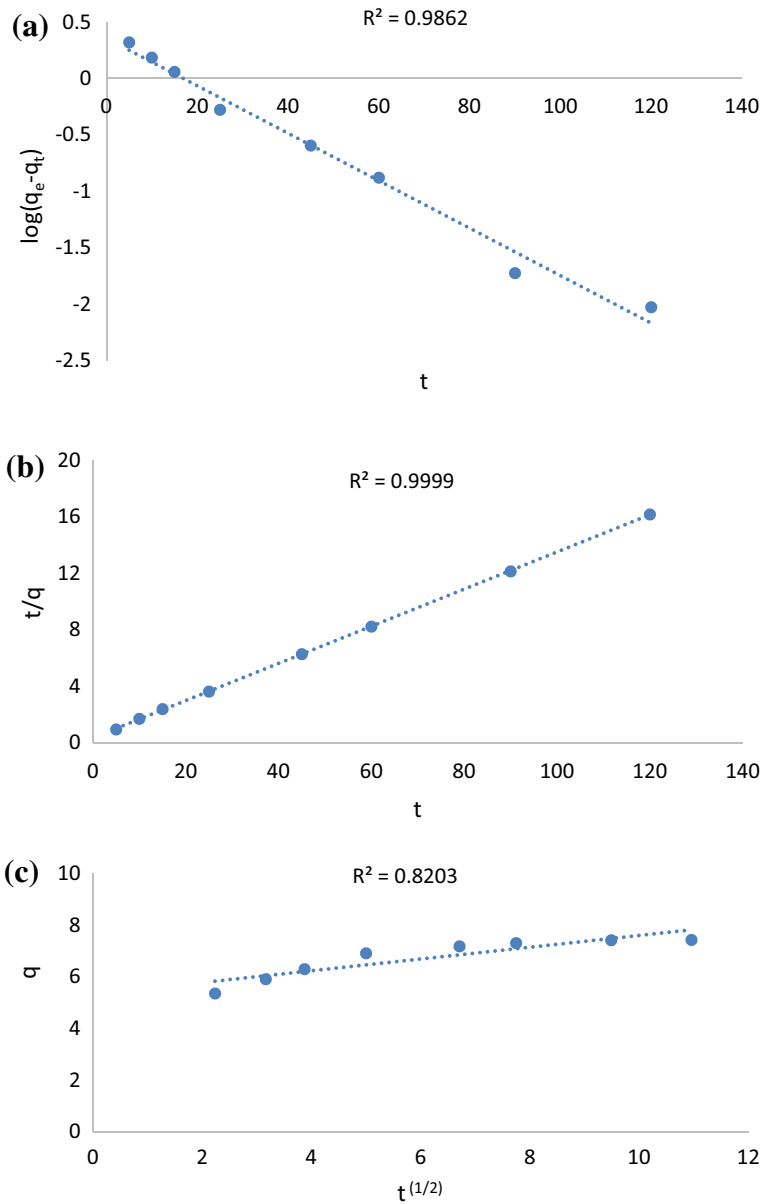 (a)
R² = 0.9862
0.5
0
-0.5
-1
-1.5
-2
-2.5
0 20 40 60 80 100 120 140
log(qₑ-qₜ)
t
(b)
R² = 0.9999
20
16
12
8
4
0
0 20 40 60 80 100 120 140
t/q
t
(c)
R² = 0.8203
10
8
6
4
2
0
0 2 4 6 8 10 12
q
t⁽¹/²⁾